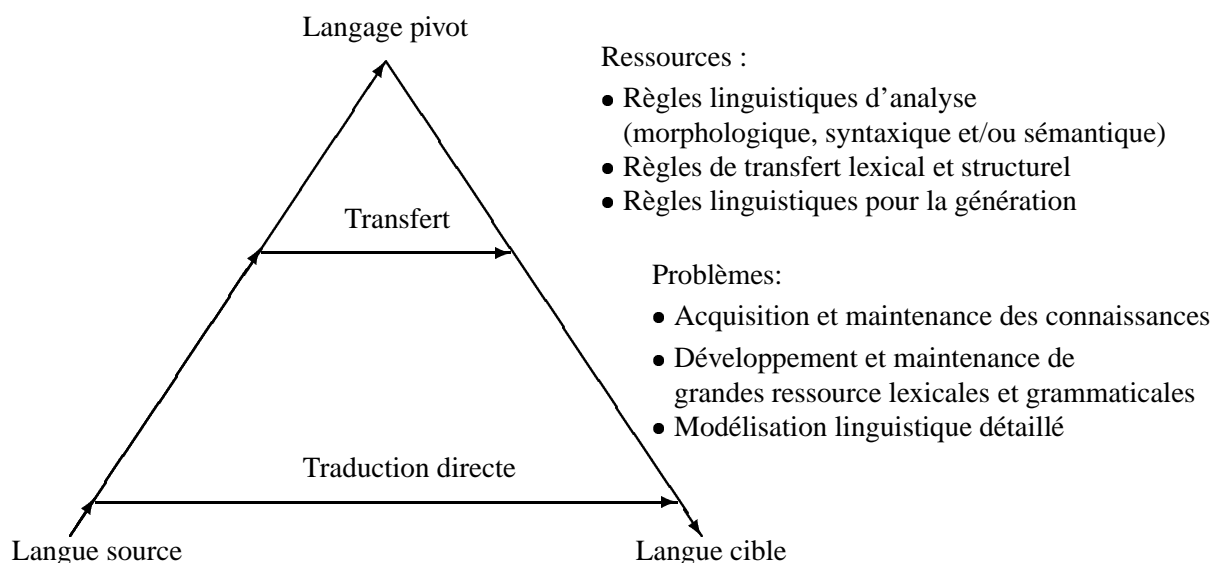 Langage pivot
Transfert
Traduction directe
Langue source
Langue cible
Ressources :
• Règles linguistiques d'analyse
(morphologique, syntaxique et/ou sémantique)
• Règles de transfert lexical et structurel
• Règles linguistiques pour la génération
Problèmes:
• Acquisition et maintenance des connaissances
• Développement et maintenance de
grandes ressource lexicales et grammaticales
• Modélisation linguistique détaillé